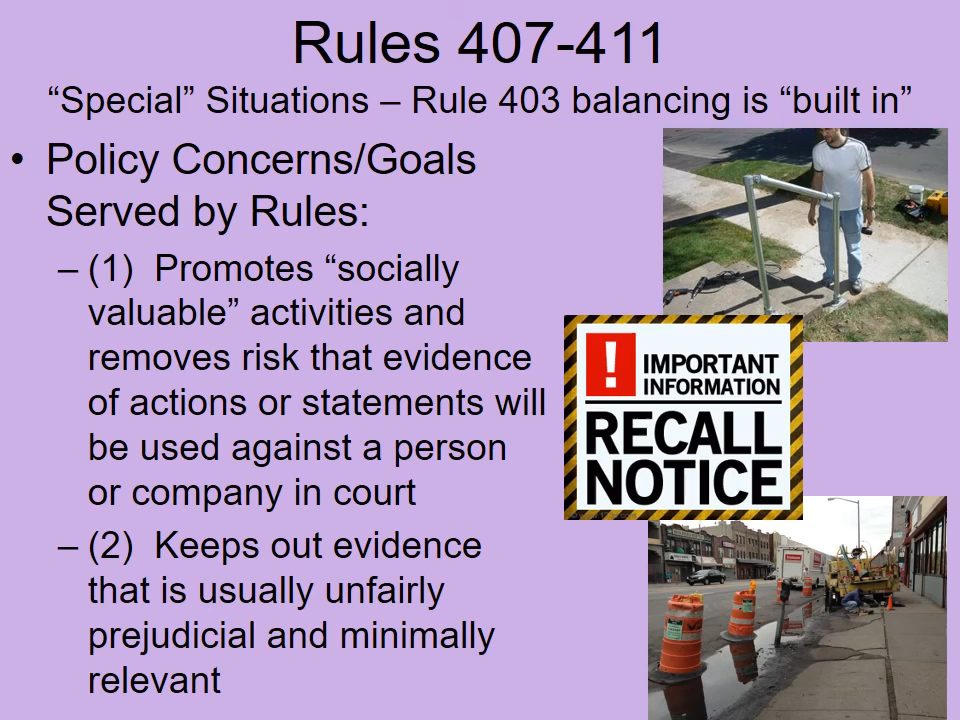 Rules 407-411
“Special” Situations – Rule 403 balancing is “built in”
• Policy Concerns/Goals
Served by Rules:
– (1) Promotes “socially
valuable” activities and
removes risk that evidence
of actions or statements will
be used against a person
or company in court
– (2) Keeps out evidence
that is usually unfairly
prejudicial and minimally
relevant
!
IMPORTANT
INFORMATION
RECALL
NOTICE